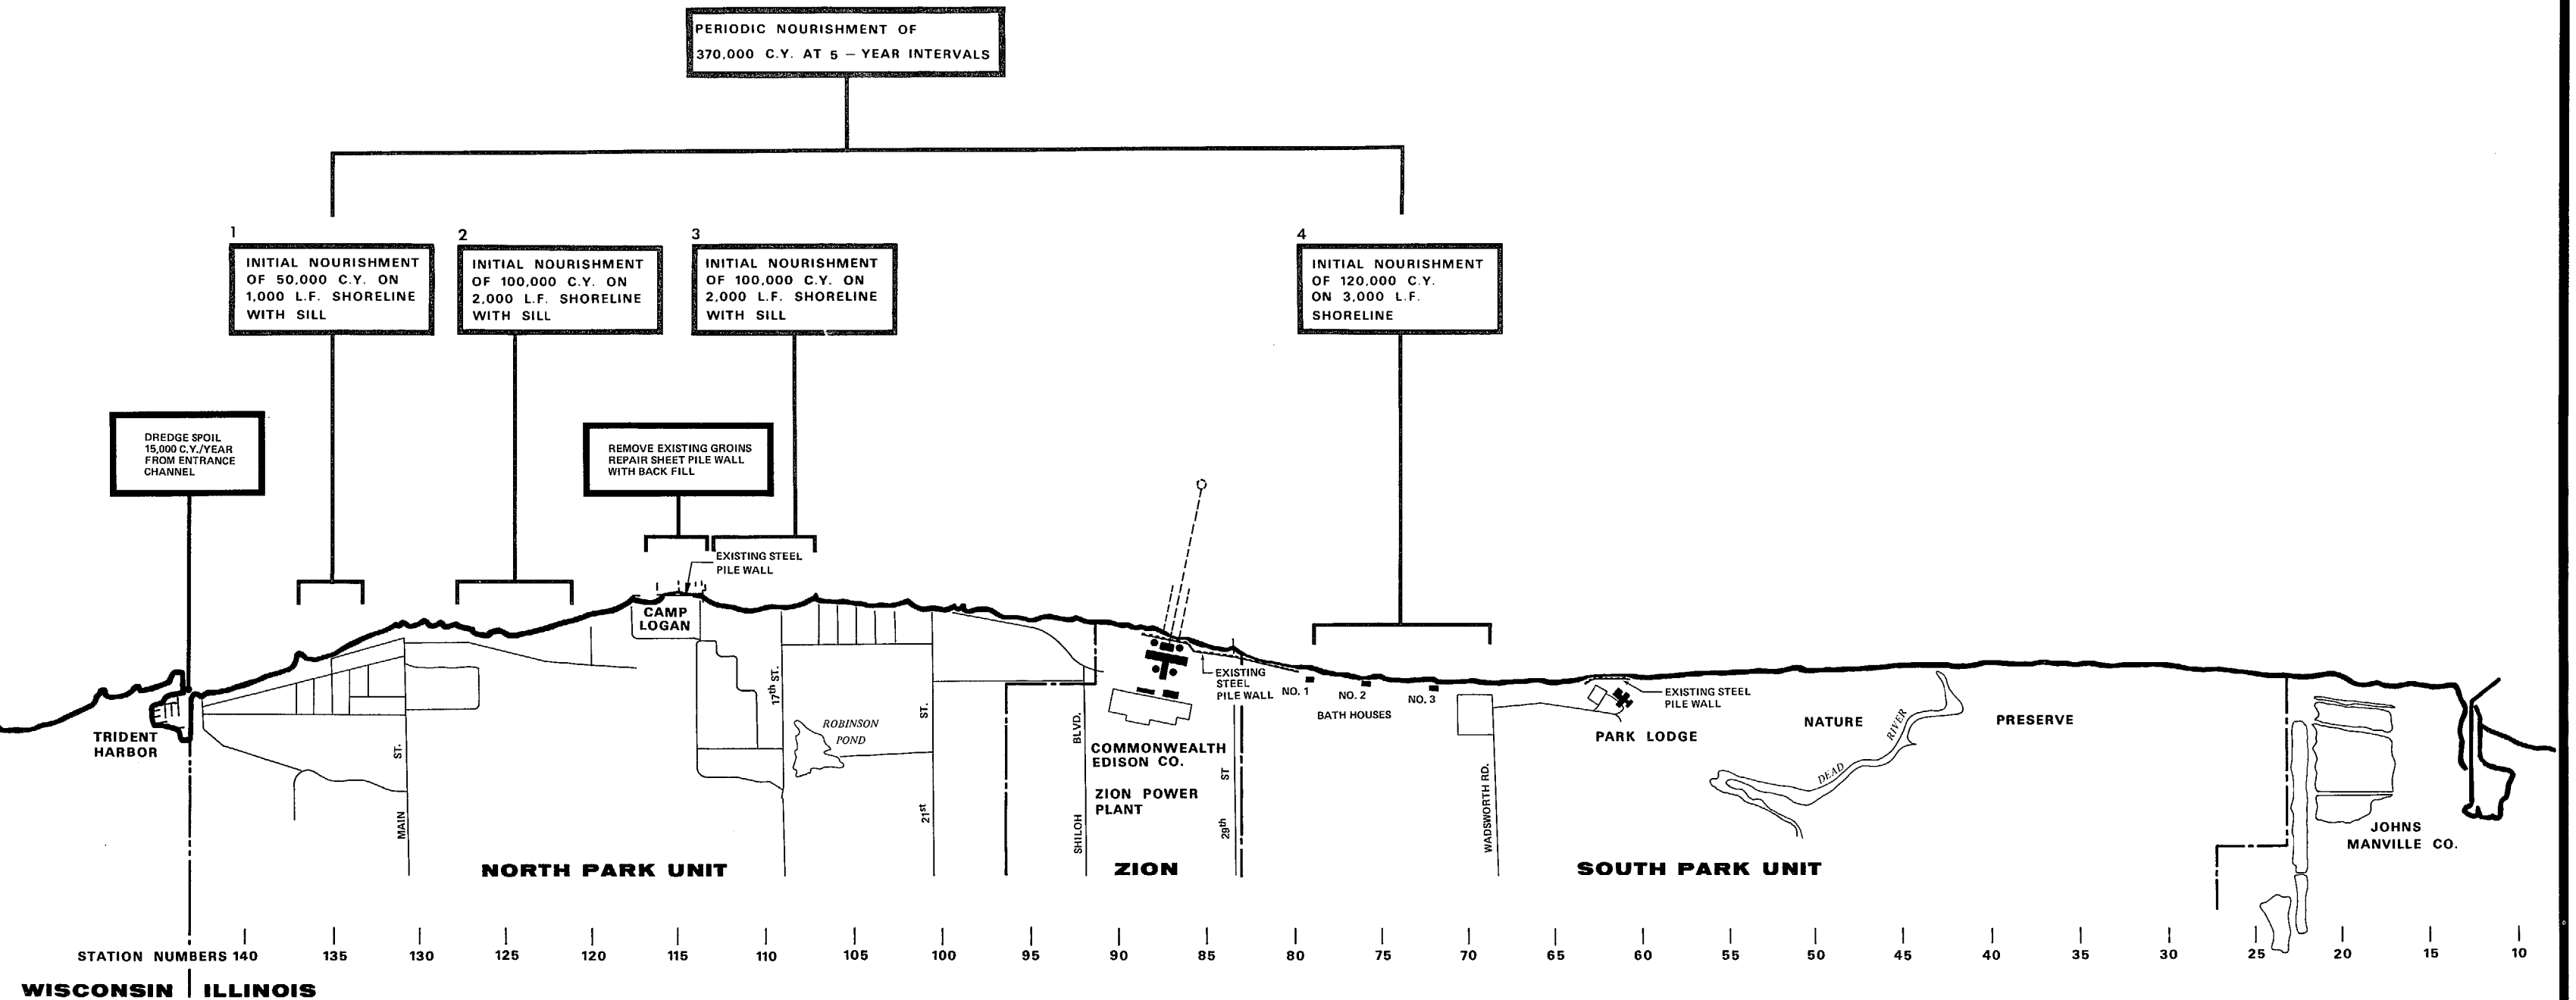 PERIODIC NOURISHMENT OF
370,000 C.Y. AT 5 – YEAR INTERVALS
1
INITIAL NOURISHMENT
OF 50,000 C.Y. ON
1,000 L.F. SHORELINE
WITH SILL
2
INITIAL NOURISHMENT
OF 100,000 C.Y. ON
2,000 L.F. SHORELINE
WITH SILL
3
INITIAL NOURISHMENT
OF 100,000 C.Y. ON
2,000 L.F. SHORELINE
WITH SILL
4
INITIAL NOURISHMENT
OF 120,000 C.Y.
ON 3,000 L.F.
SHORELINE
DREDGE SPOIL
15,000 C.Y./YEAR
FROM ENTRANCE
CHANNEL
REMOVE EXISTING GROINS
REPAIR SHEET PILE WALL
WITH BACK FILL
EXISTING STEEL
PILE WALL
CAMP
LOGAN
TRIDENT
HARBOR
MAIN ST.
17th ST.
ROBINSON
POND
21st ST.
SHILOH BLVD.
COMMONWEALTH
EDISON CO.
ZION POWER
PLANT
EXISTING
STEEL
PILE WALL
29th ST
NO. 1
NO. 2
NO. 3
BATH HOUSES
WADSWORTH RD.
EXISTING STEEL
PILE WALL
PARK LODGE
NATURE PRESERVE
DEAD RIVER
JOHNS
MANVILLE CO.
NORTH PARK UNIT
ZION
SOUTH PARK UNIT
STATION NUMBERS 140 135 130 125 120 115 110 105 100 95 90 85 80 75 70 65 60 55 50 45 40 35 30 25 20 15 10
WISCONSIN ILLINOIS